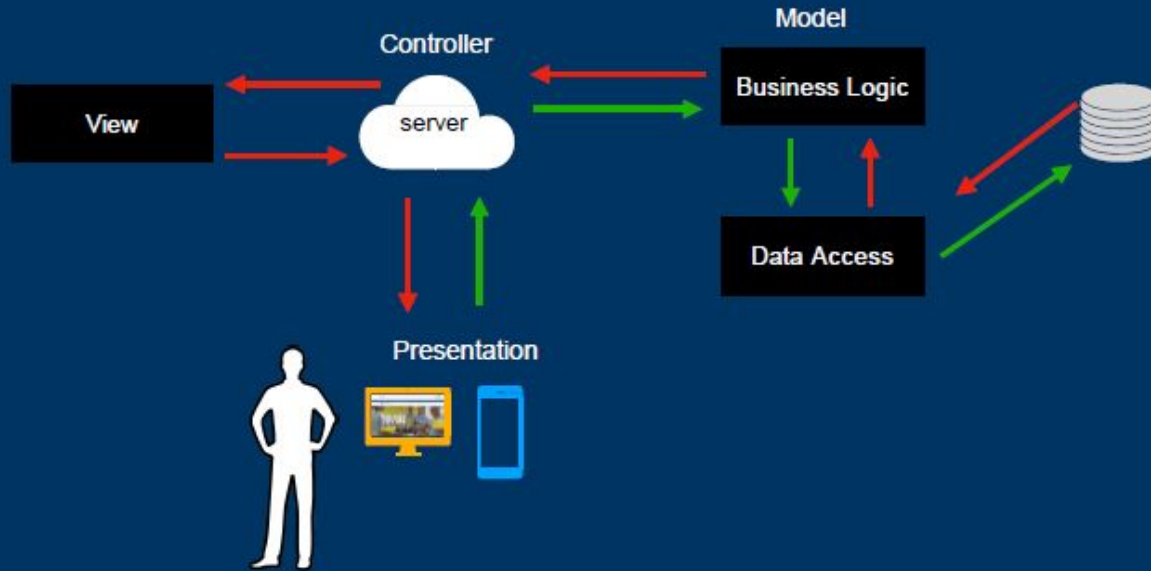 Model
Controller
Business Logic
View
server
Data Access
Presentation